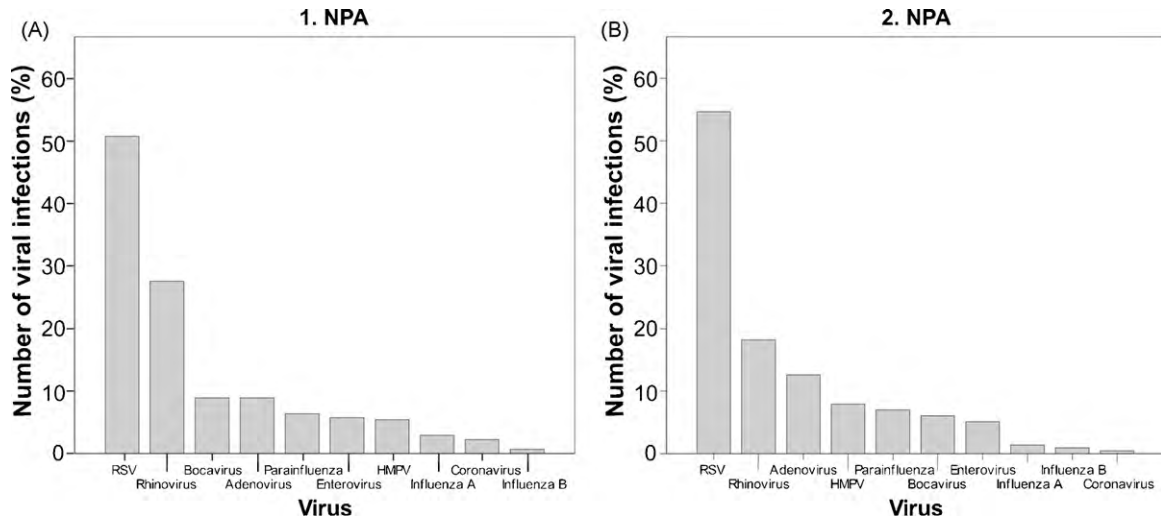 (A)
1. NPA
Number of viral infections (%)
60
50
40
30
20
10
0
RSV
Rhinovirus
Bocavirus
Adenovirus
Parainfluenza
Enterovirus
HMPV
Influenza A
Coronavirus
Influenza B
Virus
(B)
2. NPA
Number of viral infections (%)
60
50
40
30
20
10
0
RSV
Rhinovirus
Adenovirus
HMPV
Parainfluenza
Bocavirus
Enterovirus
Influenza A
Influenza B
Coronavirus
Virus